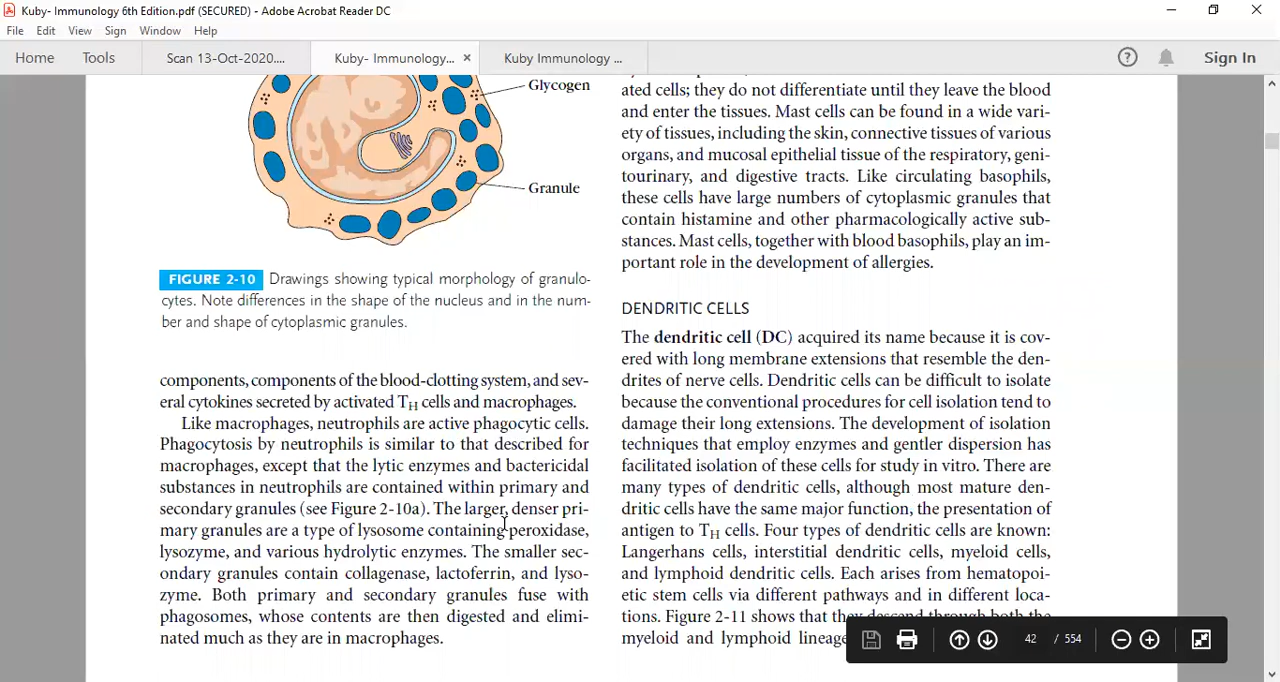 Kuby- Immunology 6th Edition.pdf (SECURED) - Adobe Acrobat Reader DC
File Edit View Sign Window Help
Home Tools Scan 13-Oct-2020.... Kuby- Immunology... × Kuby Immunology ... ? Sign In
Glycogen
Granule
FIGURE 2-10 Drawings showing typical morphology of granulo-
cytes. Note differences in the shape of the nucleus and in the num-
ber and shape of cytoplasmic granules.
components, components of the blood-clotting system, and sev-
eral cytokines secreted by activated TH cells and macrophages.
Like macrophages, neutrophils are active phagocytic cells.
Phagocytosis by neutrophils is similar to that described for
macrophages, except that the lytic enzymes and bactericidal
substances in neutrophils are contained within primary and
secondary granules (see Figure 2-10a). The larger, denser pri-
mary granules are a type of lysosome containing peroxidase,
lysozyme, and various hydrolytic enzymes. The smaller sec-
ondary granules contain collagenase, lactoferrin, and lyso-
zyme. Both primary and secondary granules fuse with
phagosomes, whose contents are then digested and elimi-
nated much as they are in macrophages.
ated cells; they do not differentiate until they leave the blood
and enter the tissues. Mast cells can be found in a wide vari-
ety of tissues, including the skin, connective tissues of various
organs, and mucosal epithelial tissue of the respiratory, geni-
tourinary, and digestive tracts. Like circulating basophils,
these cells have large numbers of cytoplasmic granules that
contain histamine and other pharmacologically active sub-
stances. Mast cells, together with blood basophils, play an im-
portant role in the development of allergies.
DENDRITIC CELLS
The dendritic cell (DC) acquired its name because it is cov-
ered with long membrane extensions that resemble the den-
drites of nerve cells. Dendritic cells can be difficult to isolate
because the conventional procedures for cell isolation tend to
damage their long extensions. The development of isolation
techniques that employ enzymes and gentler dispersion has
facilitated isolation of these cells for study in vitro. There are
many types of dendritic cells, although most mature den-
dritic cells have the same major function, the presentation of
antigen to TH cells. Four types of dendritic cells are known:
Langerhans cells, interstitial dendritic cells, myeloid cells,
and lymphoid dendritic cells. Each arises from hematopoi-
etic stem cells via different pathways and in different loca-
tions. Figure 2-11 shows that they descend through both the
myeloid and lymphoid lineage
42 / 554